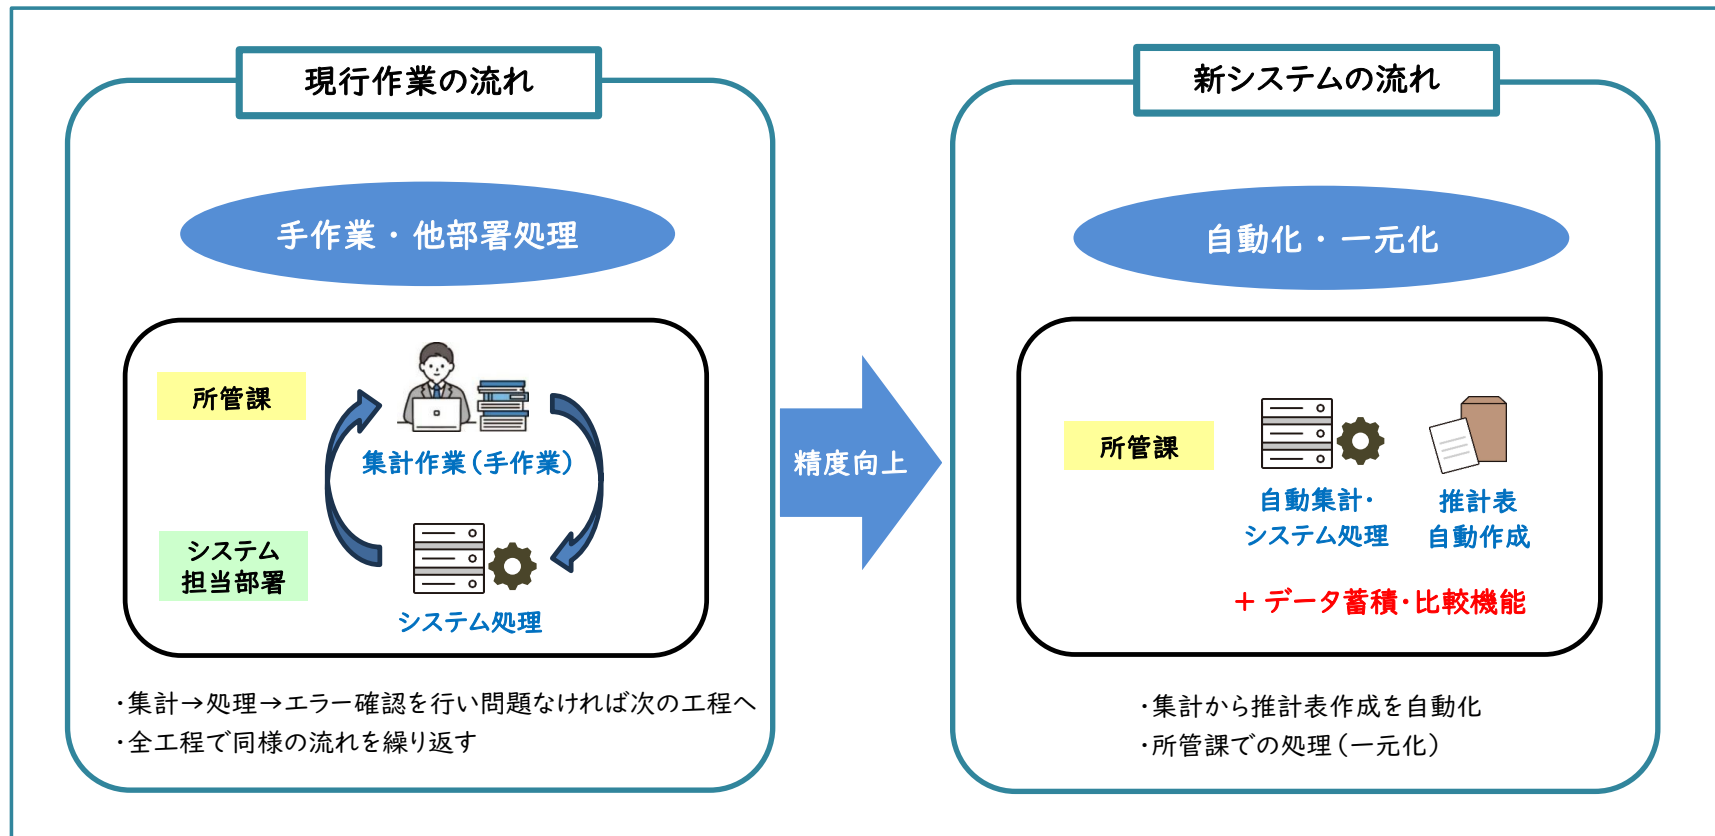 現行作業の流れ
手作業・他部署処理
所管課
集計作業（手作業）
システム
担当部署
システム処理
・集計→処理→エラー確認を行い問題なければ次の工程へ
・全工程で同様の流れを繰り返す
精度向上
新システムの流れ
自動化・一元化
所管課
自動集計・
システム処理
推計表
自動作成
＋データ蓄積・比較機能
・集計から推計表作成を自動化
・所管課での処理（一元化）